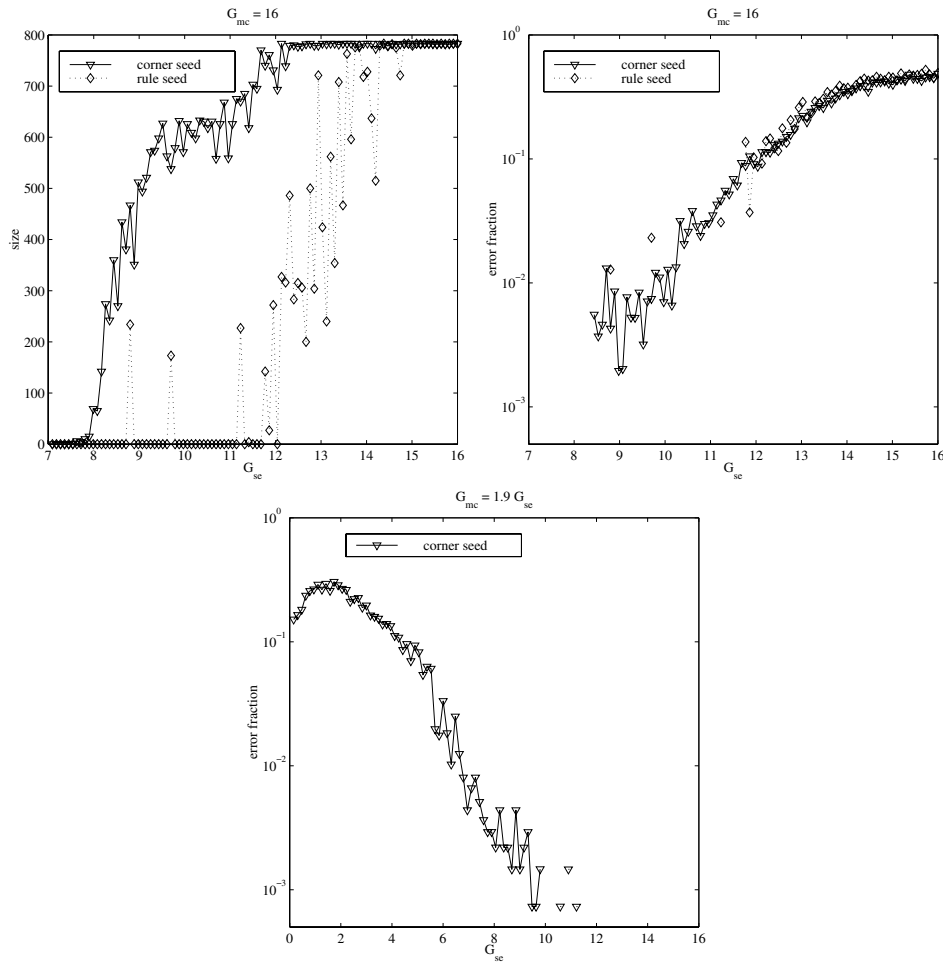 G_mc = 16
size
800
700
600
500
400
300
200
100
0
corner seed
rule seed
7 8 9 10 11 12 13 14 15 16
G_se
G_mc = 16
error fraction
10^0
10^−1
10^−2
10^−3
corner seed
rule seed
7 8 9 10 11 12 13 14 15 16
G_se
G_mc = 1.9 G_se
error fraction
10^0
10^−1
10^−2
10^−3
corner seed
0 2 4 6 8 10 12 14 16
G_se